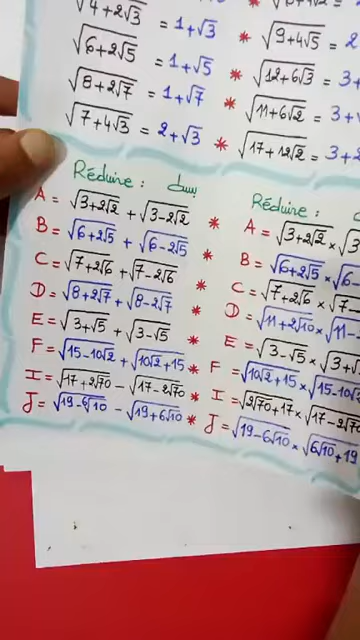 √4+2√3 = 1+√3 *
√6+2√5 = 1+√5 * √9+4√5 = 2
√8+2√7 = 1+√7 * √12+6√3 = 3+
√7+4√3 = 2+√3 * √11+6√2 = 3+
* √17+12√2 = 3+2
Réduire :
A = √3+2√2 + √3-2√2 *
B = √6+2√5 + √6-2√5 *
C = √7+2√6 + √7-2√6 *
D = √8+2√7 + √8-2√7 *
E = √3+√5 + √3-√5 *
F = √15-10√2 + √10√2+15 *
I = √17+2√70 - √17-2√70 *
J = √19-6√10 - √19+6√10 *
Réduire :
A = √3+2√2 × √3
B = √6+2√5 × √6-
C = √7+2√6 × √7-
D = √11+2√10 × √11-
E = √3-√5 × √3+√
F = √10√2+15 × √15-10√2
I = √2√70+17 × √17-2√70
J = √19-6√10 × √6√10+19